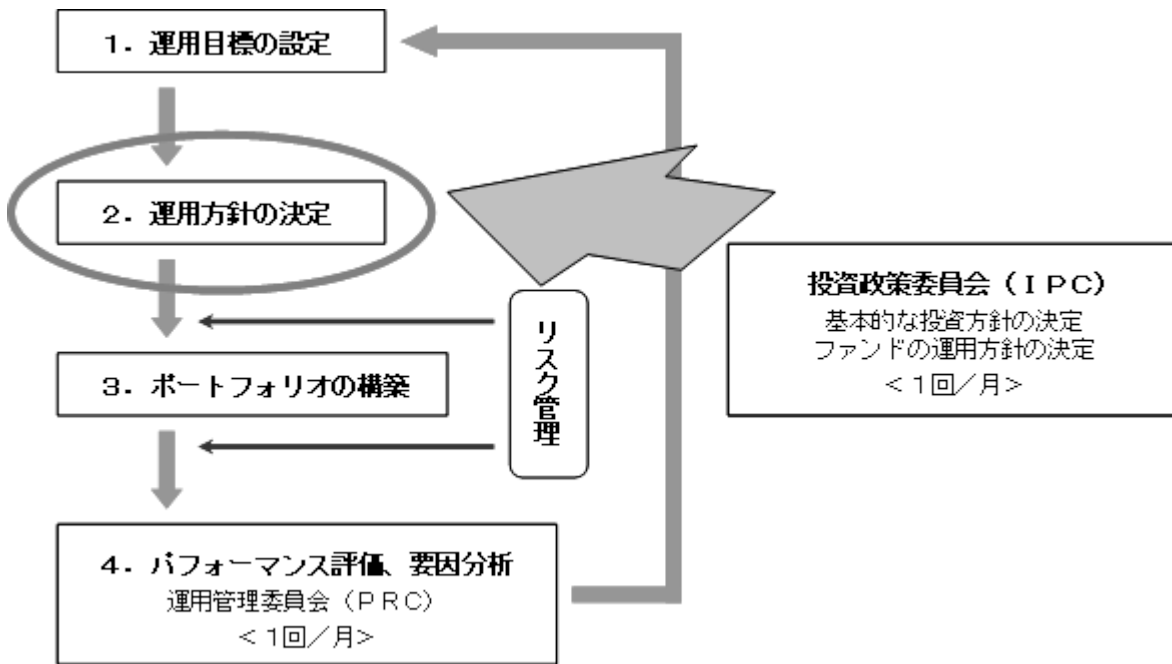 １．運用目標の設定
２．運用方針の決定
投資政策委員会（ＩＰＣ）
基本的な投資方針の決定
ファンドの運用方針の決定
＜１回／月＞
リスク管理
３．ポートフォリオの構築
４．パフォーマンス評価、要因分析
運用管理委員会（ＰＲＣ）
＜１回／月＞